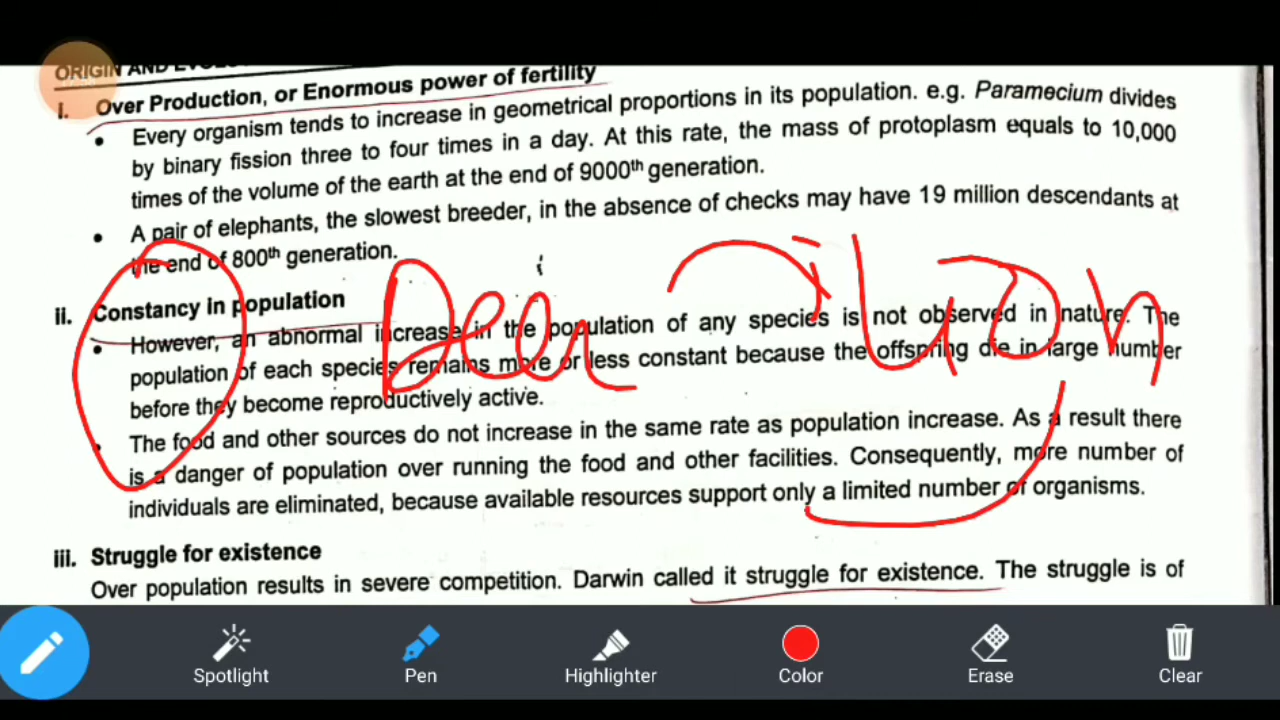 i. Over Production, or Enormous power of fertility
• Every organism tends to increase in geometrical proportions in its population. e.g. Paramecium divides
by binary fission three to four times in a day. At this rate, the mass of protoplasm equals to 10,000
times of the volume of the earth at the end of 9000th generation.
• A pair of elephants, the slowest breeder, in the absence of checks may have 19 million descendants at
the end of 800th generation.
ii. Constancy in population
• However, an abnormal increase in the population of any species is not observed in nature. The
population of each species remains more or less constant because the offspring die in large number
before they become reproductively active.
• The food and other sources do not increase in the same rate as population increase. As a result there
is a danger of population over running the food and other facilities. Consequently, more number of
individuals are eliminated, because available resources support only a limited number of organisms.
iii. Struggle for existence
Over population results in severe competition. Darwin called it struggle for existence. The struggle is of
Spotlight Pen Highlighter Color Erase Clear